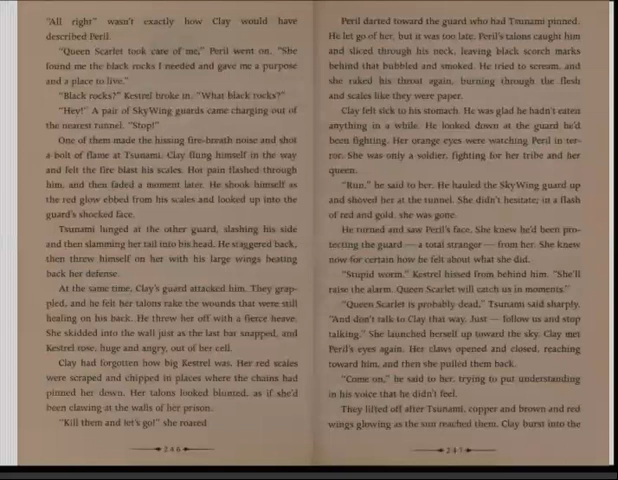 "All right" wasn't exactly how Clay would have
described Peril.
"Queen Scarlet took care of me," Peril went on. "She
found me the black rocks I needed and gave me a purpose
and a place to live."
"Black rocks?" Kestrel broke in. "What black rocks?"
"Hey!" A pair of SkyWing guards came charging out of
the nearest tunnel. "Stop!"
One of them made the hissing fire-breath noise and shot
a bolt of flame at Tsunami. Clay flung himself in the way
and felt the fire blast his scales. Hot pain flashed through
him, and then faded a moment later. He shook himself as
the red glow ebbed from his scales and looked up into the
guard's shocked face.
Tsunami lunged at the other guard, slashing his side
and then slamming her tail into his head. He staggered back,
then threw himself on her with his large wings beating
back her defense.
At the same time, Clay's guard attacked him. They grap-
pled, and he felt her talons rake the wounds that were still
healing on his back. He threw her off with a fierce heave.
She skidded into the wall just as the last bar snapped, and
Kestrel rose, huge and angry, out of her cell.
Clay had forgotten how big Kestrel was. Her red scales
were scraped and chipped in places where the chains had
pinned her down. Her talons looked blunted, as if she'd
been clawing at the walls of her prison.
"Kill them and let's go!" she roared
246
Peril darted toward the guard who had Tsunami pinned.
He let go of her, but it was too late. Peril's talons caught him
and sliced through his neck, leaving black scorch marks
behind that bubbled and smoked. He tried to scream, and
she raked his throat again, burning through the flesh
and scales like they were paper.
Clay felt sick to his stomach. He was glad he hadn't eaten
anything in a while. He looked down at the guard he'd
been fighting. Her orange eyes were watching Peril in ter-
ror. She was only a soldier, fighting for her tribe and her
queen.
"Run," he said to her. He hauled the SkyWing guard up
and shoved her at the tunnel. She didn't hesitate; in a flash
of red and gold, she was gone.
He turned and saw Peril's face. She knew he'd been pro-
tecting the guard — a total stranger — from her. She knew
now for certain how he felt about what she did.
"Stupid worm," Kestrel hissed from behind him. "She'll
raise the alarm. Queen Scarlet will catch us in moments."
"Queen Scarlet is probably dead," Tsunami said sharply.
"And don't talk to Clay that way. Just — follow us and stop
talking." She launched herself up toward the sky. Clay met
Peril's eyes again. Her claws opened and closed, reaching
toward him, and then she pulled them back.
"Come on," he said to her, trying to put understanding
in his voice that he didn't feel.
They lifted off after Tsunami, copper and brown and red
wings glowing as the sun reached them. Clay burst into the
247